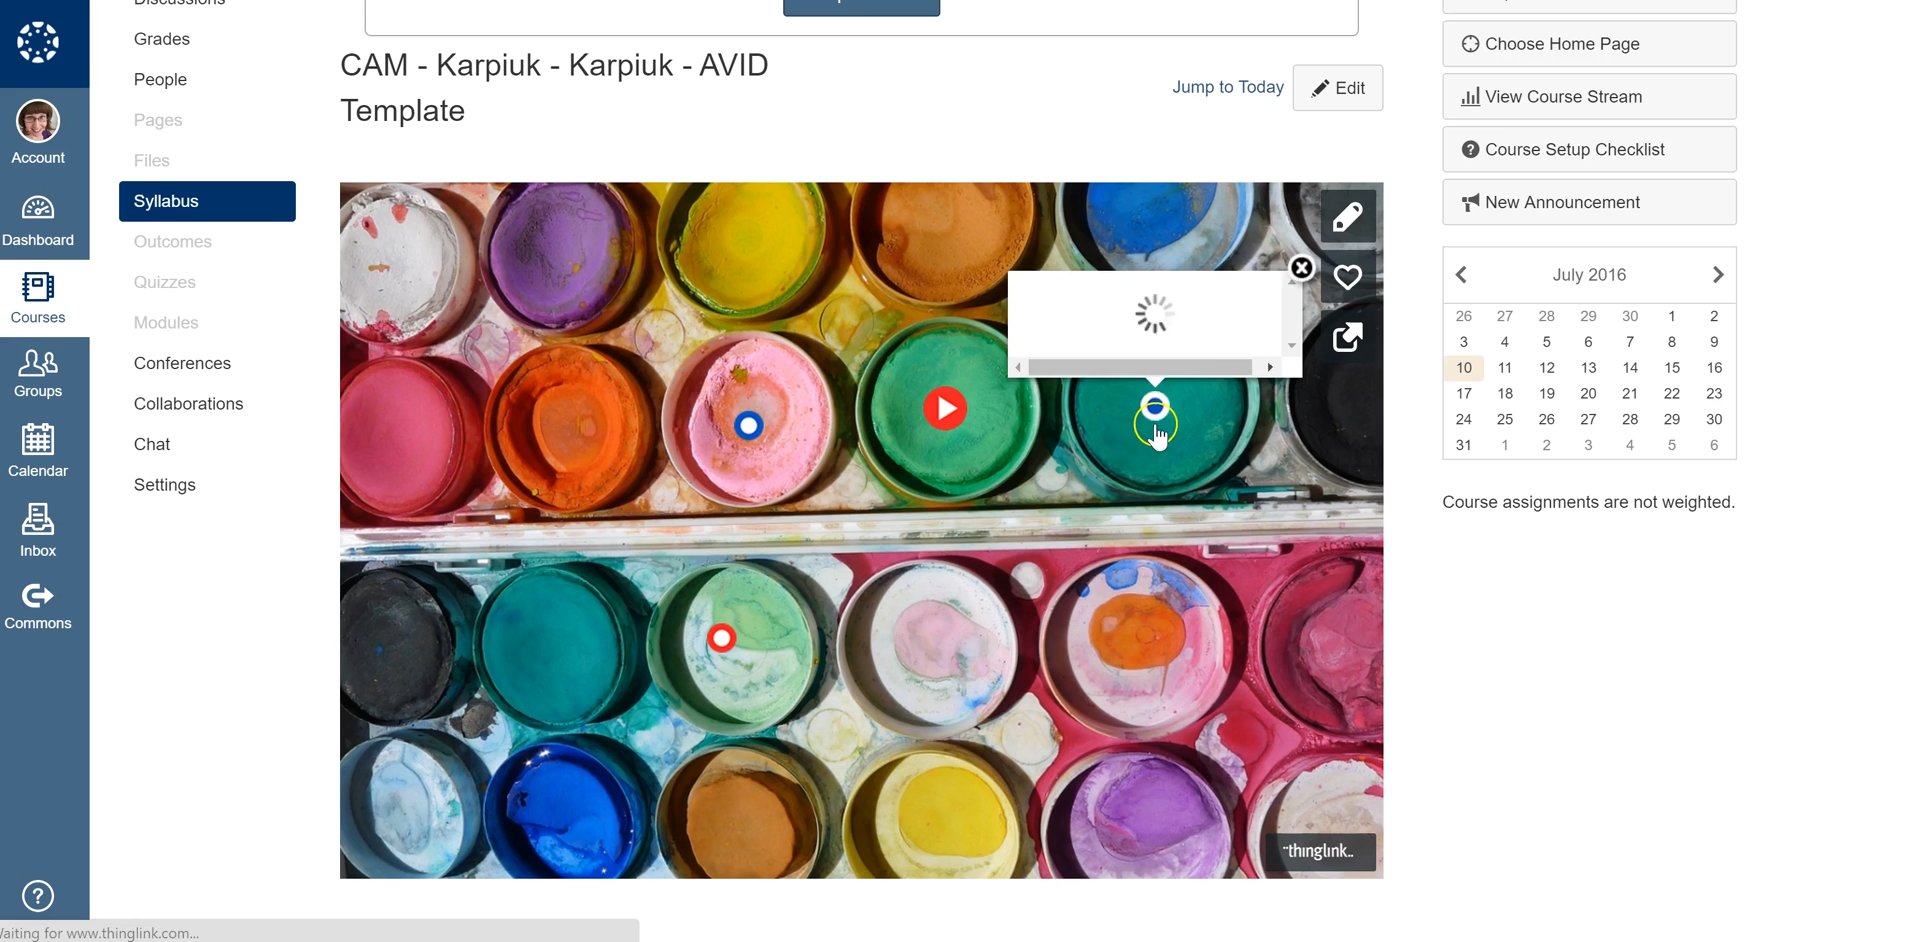 Discussions
Grades
People
Pages
Files
Syllabus
Outcomes
Quizzes
Modules
Conferences
Collaborations
Chat
Settings
Account
Dashboard
Courses
Groups
Calendar
Inbox
Commons
?
CAM - Karpiuk - Karpiuk - AVID
Template
Jump to Today
Edit
thinglink..
Choose Home Page
View Course Stream
Course Setup Checklist
New Announcement
July 2016
26 27 28 29 30 1 2
3 4 5 6 7 8 9
10 11 12 13 14 15 16
17 18 19 20 21 22 23
24 25 26 27 28 29 30
31 1 2 3 4 5 6
Course assignments are not weighted.
Waiting for www.thinglink.com...